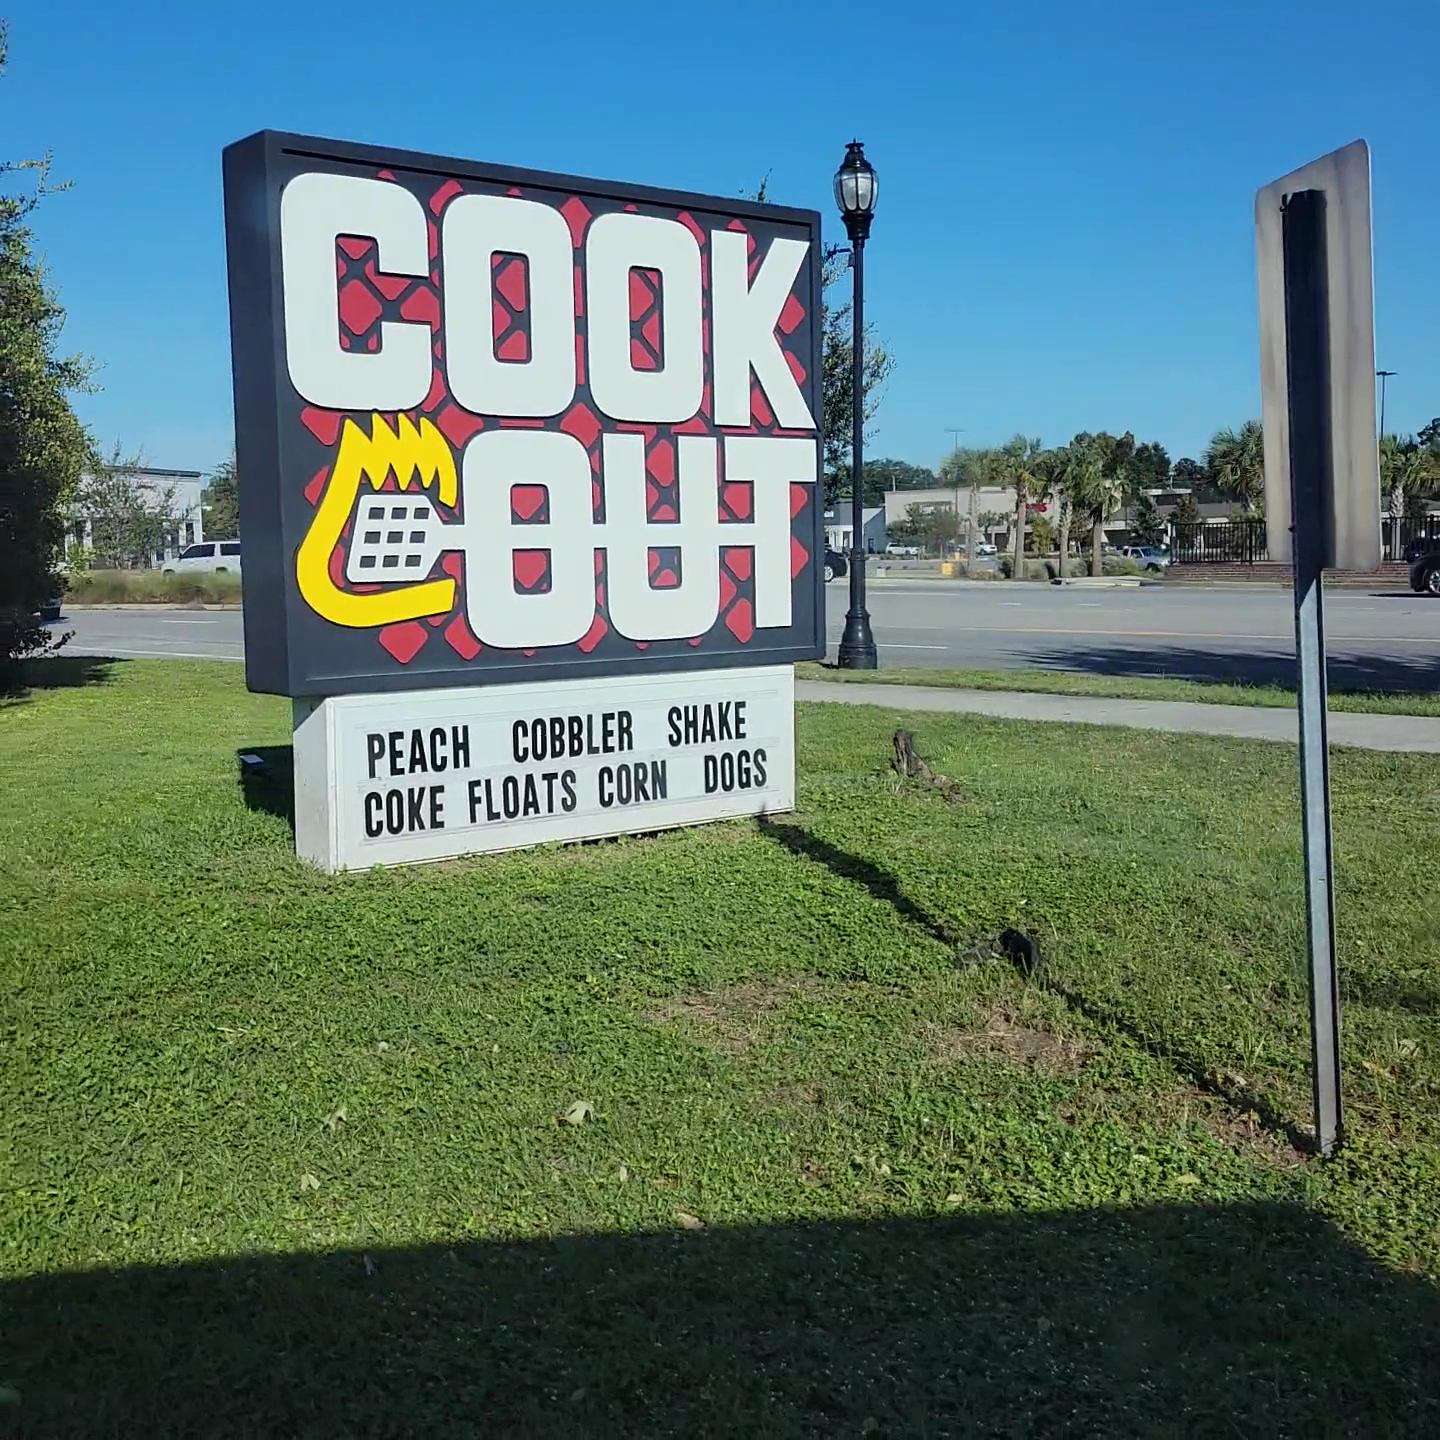 COOK
OUT
PEACH COBBLER SHAKE
COKE FLOATS CORN DOGS